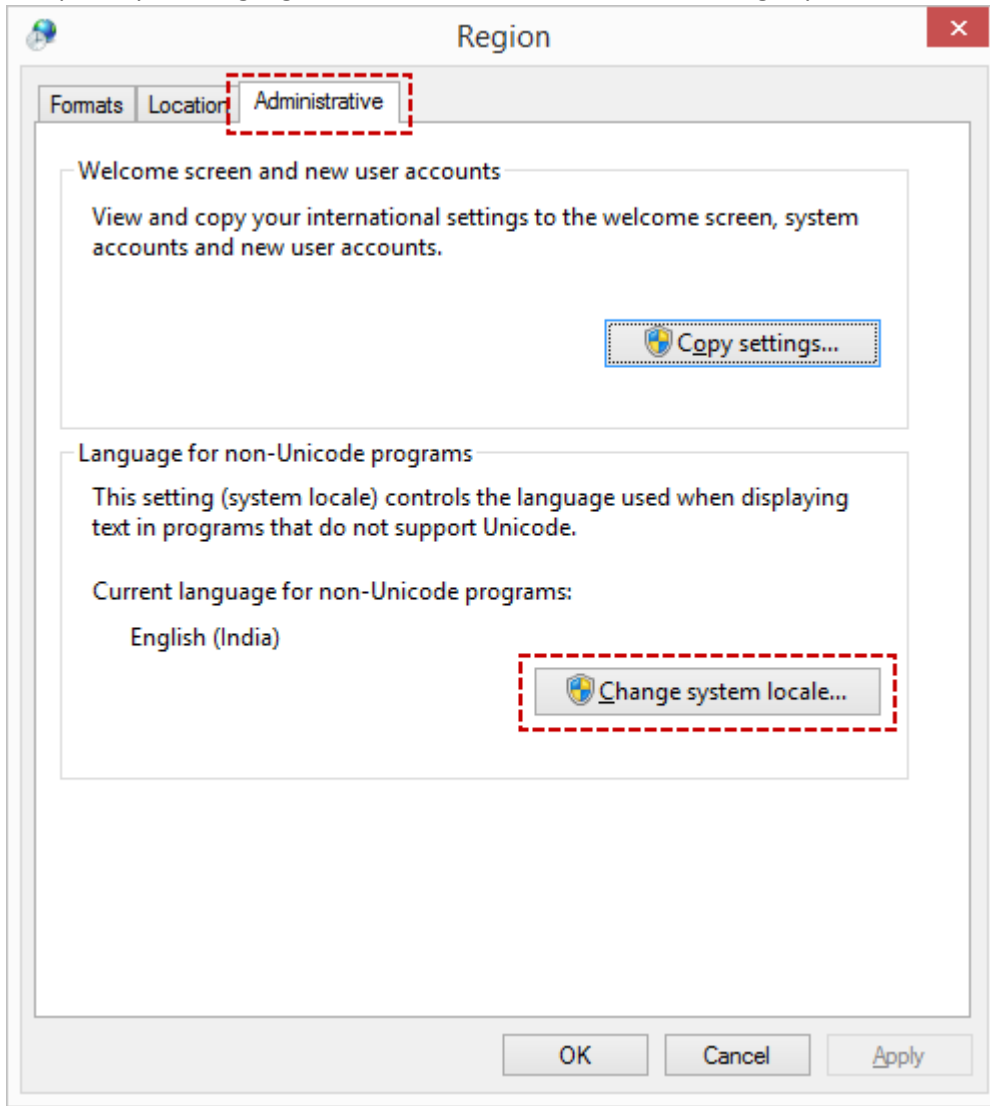 Region
Formats Location Administrative
Welcome screen and new user accounts
View and copy your international settings to the welcome screen, system
accounts and new user accounts.
Copy settings...
Language for non-Unicode programs
This setting (system locale) controls the language used when displaying
text in programs that do not support Unicode.
Current language for non-Unicode programs:
English (India)
Change system locale...
OK Cancel Apply